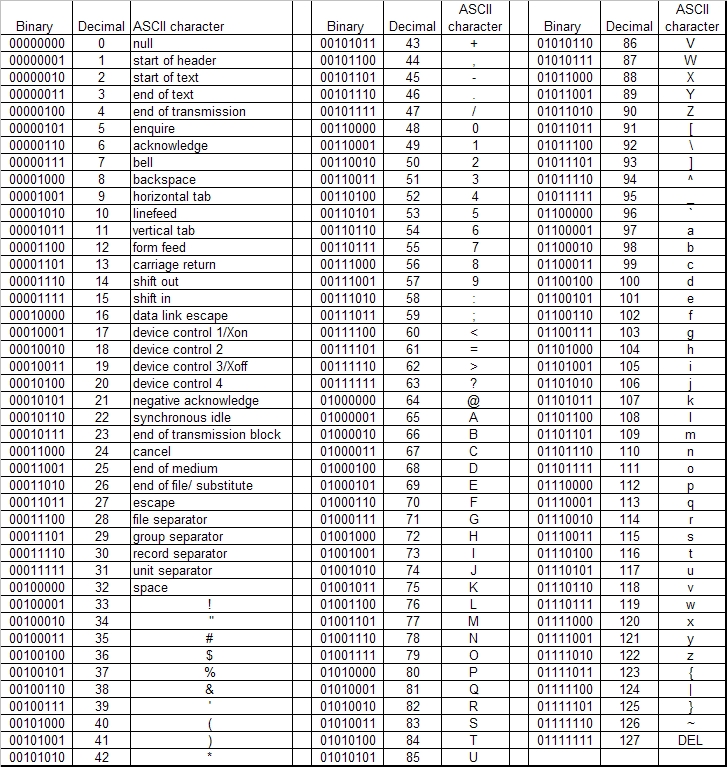 Binary Decimal ASCII character Binary Decimal ASCII character Binary Decimal ASCII character
00000000 0 null 00101011 43 + 01010110 86 V
00000001 1 start of header 00101100 44 , 01010111 87 W
00000010 2 start of text 00101101 45 - 01011000 88 X
00000011 3 end of text 00101110 46 . 01011001 89 Y
00000100 4 end of transmission 00101111 47 / 01011010 90 Z
00000101 5 enquire 00110000 48 0 01011011 91 [
00000110 6 acknowledge 00110001 49 1 01011100 92 \
00000111 7 bell 00110010 50 2 01011101 93 ]
00001000 8 backspace 00110011 51 3 01011110 94 ^
00001001 9 horizontal tab 00110100 52 4 01011111 95 _
00001010 10 linefeed 00110101 53 5 01100000 96 `
00001011 11 vertical tab 00110110 54 6 01100001 97 a
00001100 12 form feed 00110111 55 7 01100010 98 b
00001101 13 carriage return 00111000 56 8 01100011 99 c
00001110 14 shift out 00111001 57 9 01100100 100 d
00001111 15 shift in 00111010 58 : 01100101 101 e
00010000 16 data link escape 00111011 59 ; 01100110 102 f
00010001 17 device control 1/Xon 00111100 60 < 01100111 103 g
00010010 18 device control 2 00111101 61 = 01101000 104 h
00010011 19 device control 3/Xoff 00111110 62 > 01101001 105 i
00010100 20 device control 4 00111111 63 ? 01101010 106 j
00010101 21 negative acknowledge 01000000 64 @ 01101011 107 k
00010110 22 synchronous idle 01000001 65 A 01101100 108 l
00010111 23 end of transmission block 01000010 66 B 01101101 109 m
00011000 24 cancel 01000011 67 C 01101110 110 n
00011001 25 end of medium 01000100 68 D 01101111 111 o
00011010 26 end of file/ substitute 01000101 69 E 01110000 112 p
00011011 27 escape 01000110 70 F 01110001 113 q
00011100 28 file separator 01000111 71 G 01110010 114 r
00011101 29 group separator 01001000 72 H 01110011 115 s
00011110 30 record separator 01001001 73 I 01110100 116 t
00011111 31 unit separator 01001010 74 J 01110101 117 u
00100000 32 space 01001011 75 K 01110110 118 v
00100001 33 ! 01001100 76 L 01110111 119 w
00100010 34 " 01001101 77 M 01111000 120 x
00100011 35 # 01001110 78 N 01111001 121 y
00100100 36 $ 01001111 79 O 01111010 122 z
00100101 37 % 01010000 80 P 01111011 123 {
00100110 38 & 01010001 81 Q 01111100 124 |
00100111 39 ' 01010010 82 R 01111101 125 }
00101000 40 ( 01010011 83 S 01111110 126 ~
00101001 41 ) 01010100 84 T 01111111 127 DEL
00101010 42 * 01010101 85 U